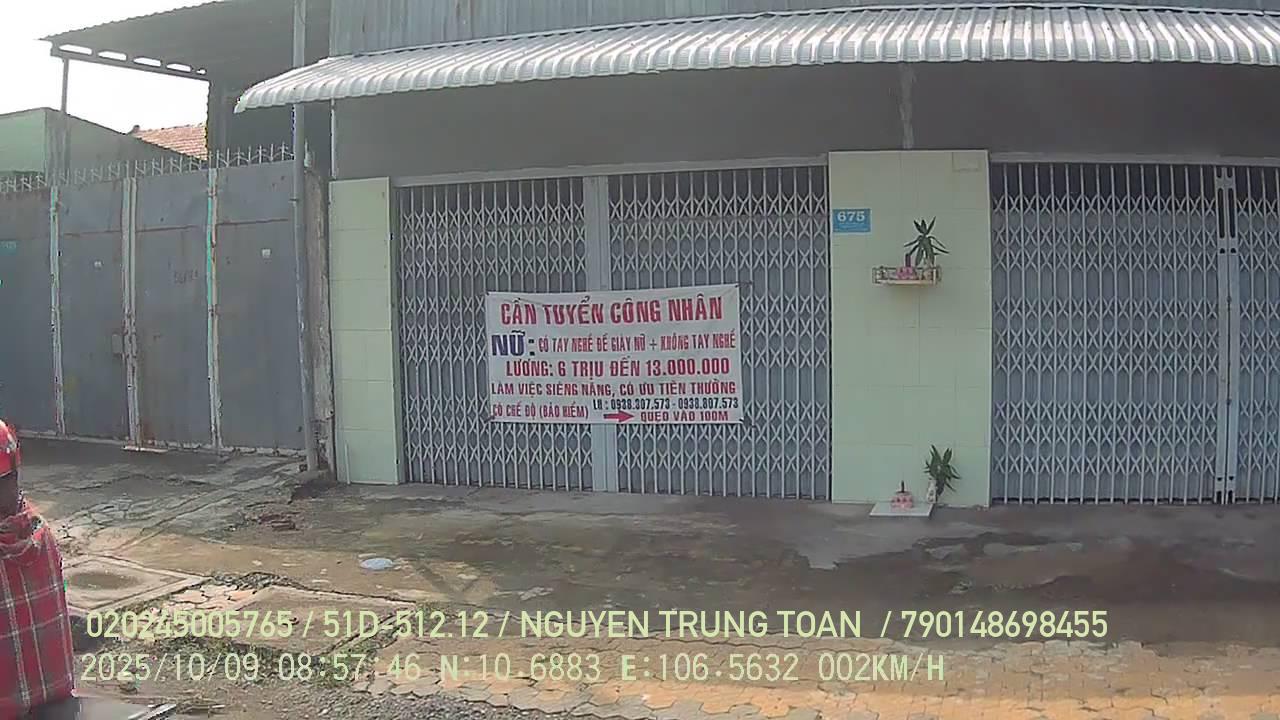 675
CẦN TUYỂN CÔNG NHÂN
NỮ: CÓ TAY NGHỀ ĐẾ GIÀY NỮ + KHÔNG TAY NGHỀ
LƯƠNG: 6 TRIỤ ĐẾN 13.000.000
LÀM VIỆC SIÊNG NĂNG, CÓ ƯU TIÊN THƯỞNG
CÓ CHẾ ĐỘ (BẢO HIỂM) LH: 0938.307.573 - 0938.807.573
QUẸO VÀO 100M
020245005765 / 51D-512.12 / NGUYEN TRUNG TOAN / 790148698455
2025/10/09 08:57:46 N:10.6883 E:106.5632 002KM/H